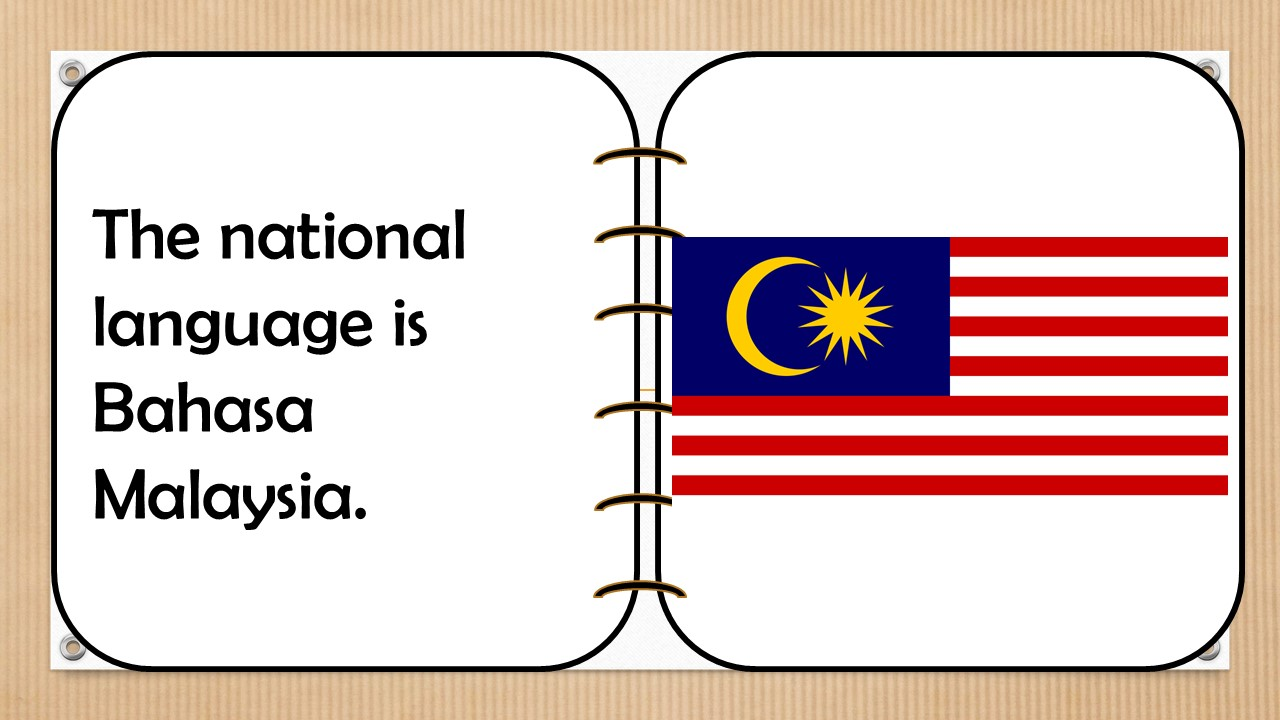 The national
language is
Bahasa
Malaysia.